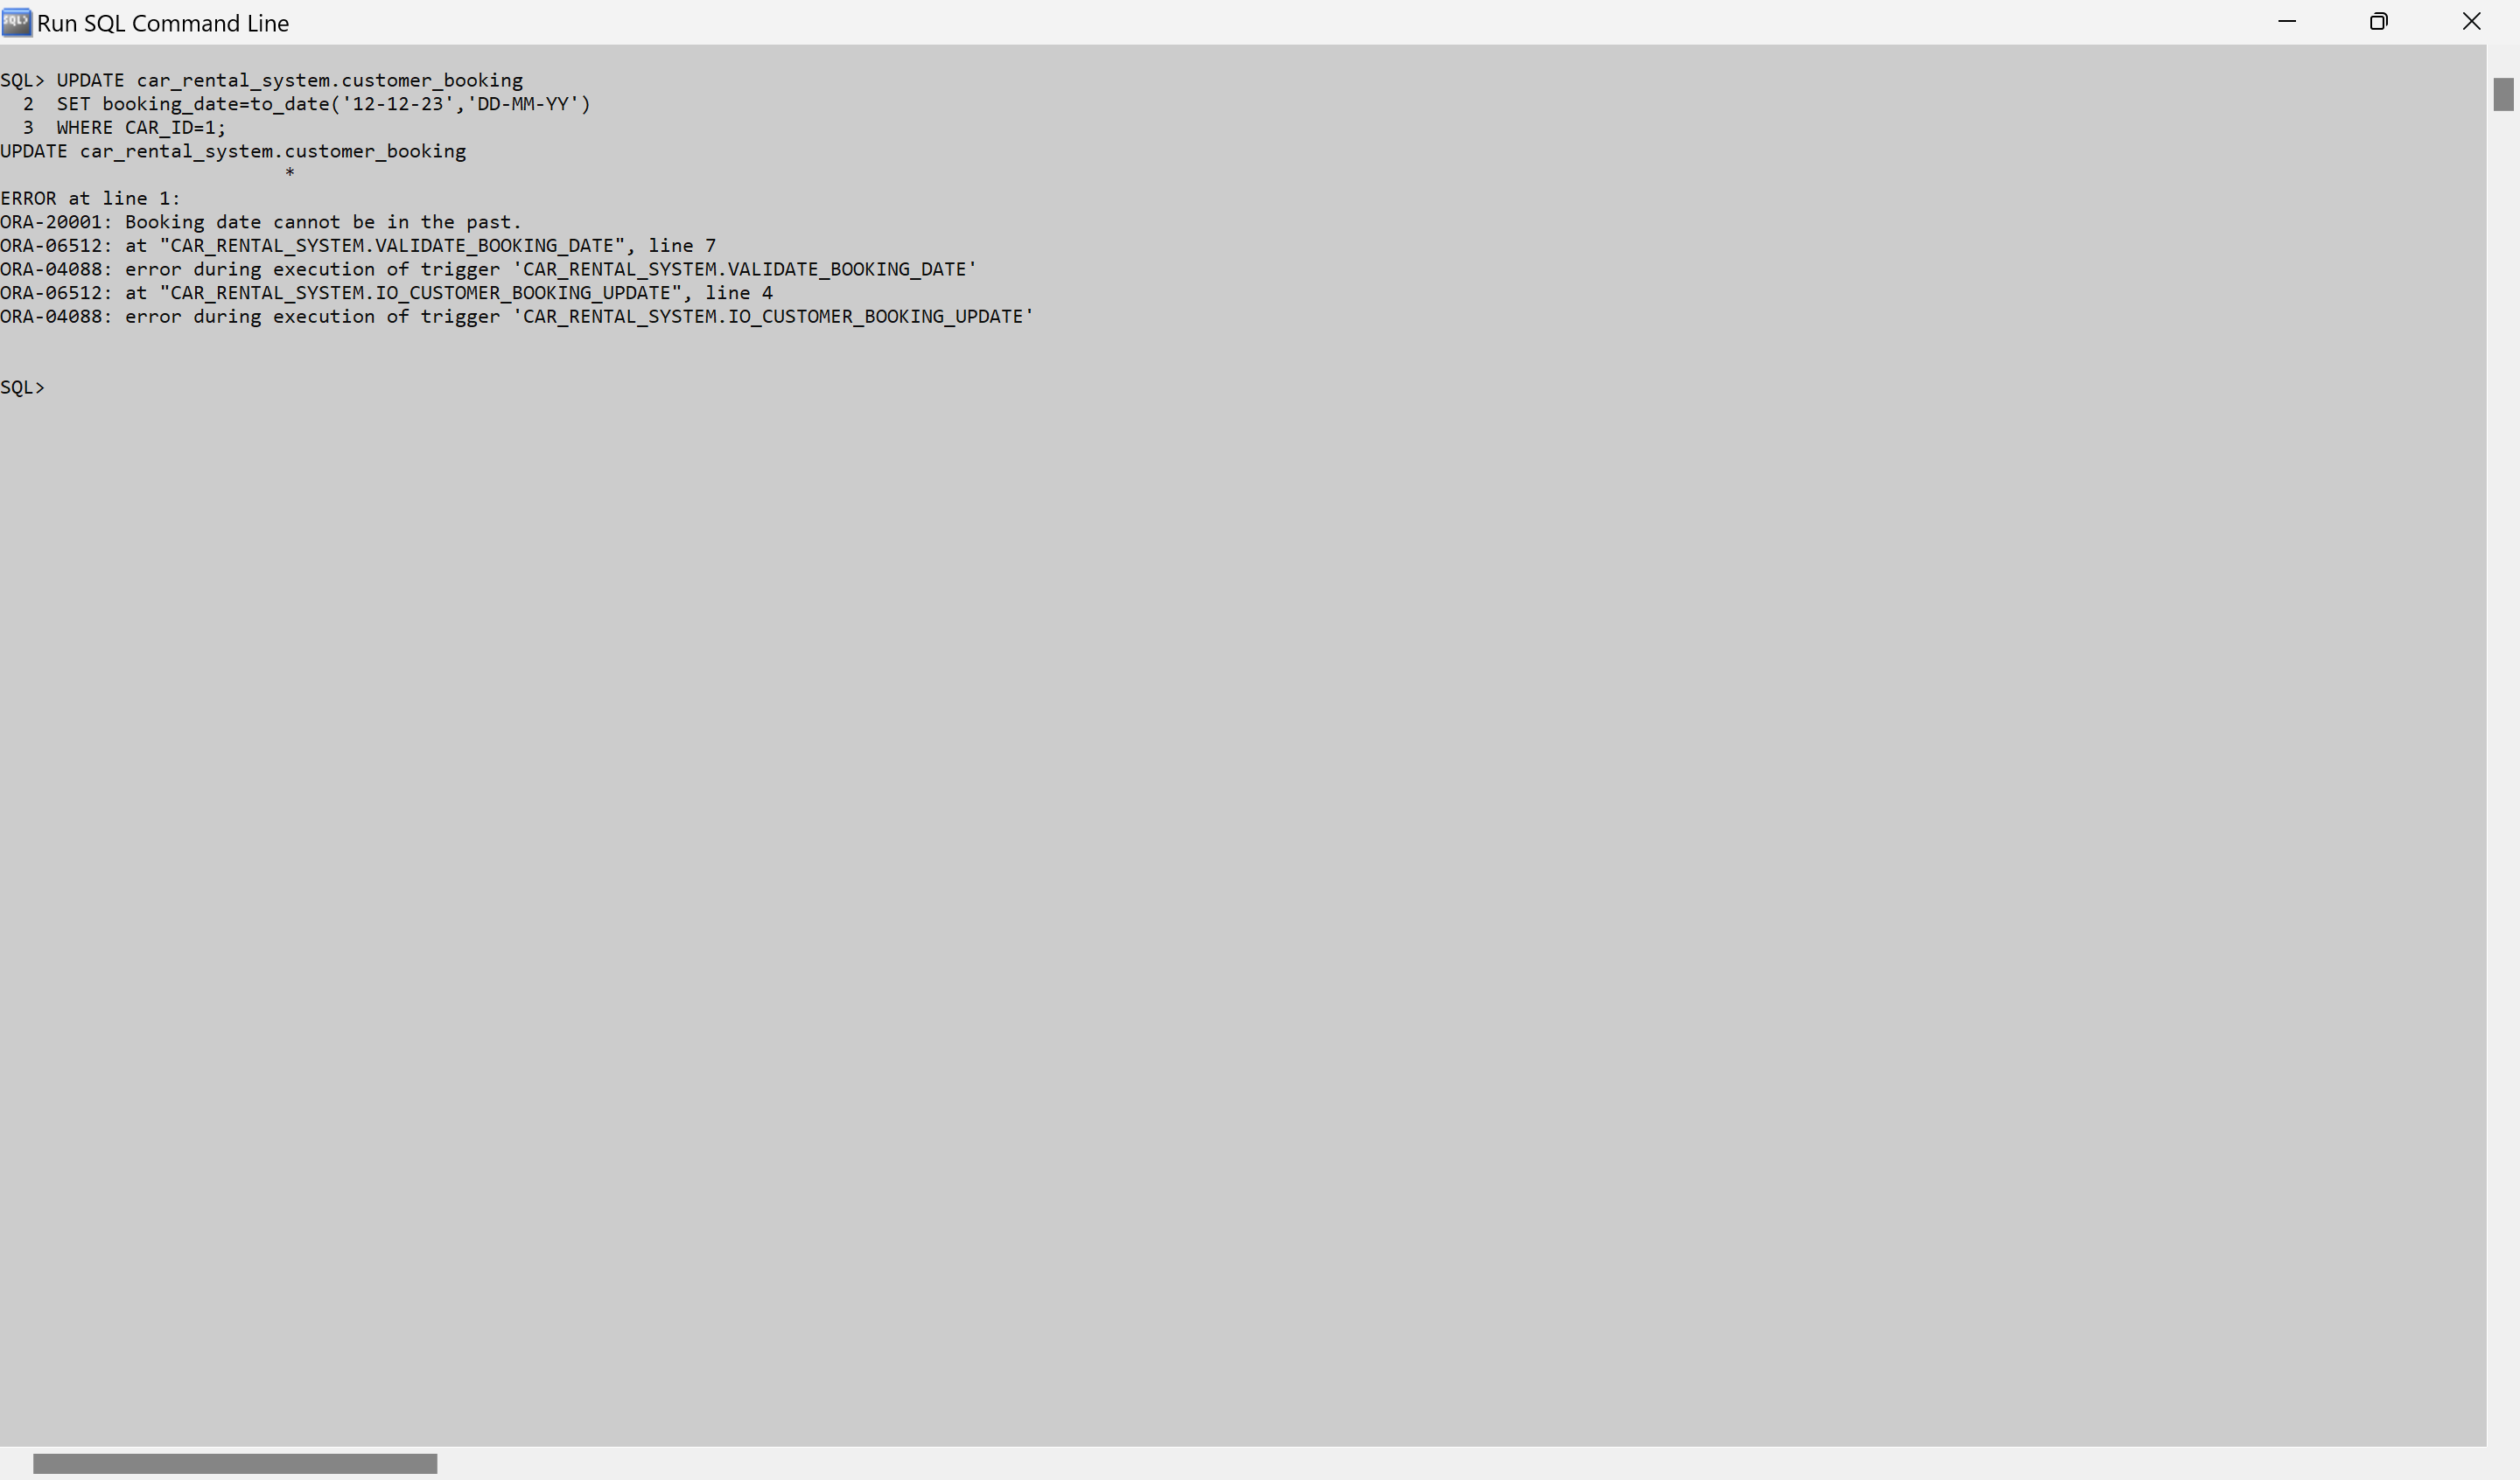 SQL>
Run SQL Command Line
SQL> UPDATE car_rental_system.customer_booking
  2  SET booking_date=to_date('12-12-23','DD-MM-YY')
  3  WHERE CAR_ID=1;
UPDATE car_rental_system.customer_booking
                         *
ERROR at line 1:
ORA-20001: Booking date cannot be in the past.
ORA-06512: at "CAR_RENTAL_SYSTEM.VALIDATE_BOOKING_DATE", line 7
ORA-04088: error during execution of trigger 'CAR_RENTAL_SYSTEM.VALIDATE_BOOKING_DATE'
ORA-06512: at "CAR_RENTAL_SYSTEM.IO_CUSTOMER_BOOKING_UPDATE", line 4
ORA-04088: error during execution of trigger 'CAR_RENTAL_SYSTEM.IO_CUSTOMER_BOOKING_UPDATE'
SQL>